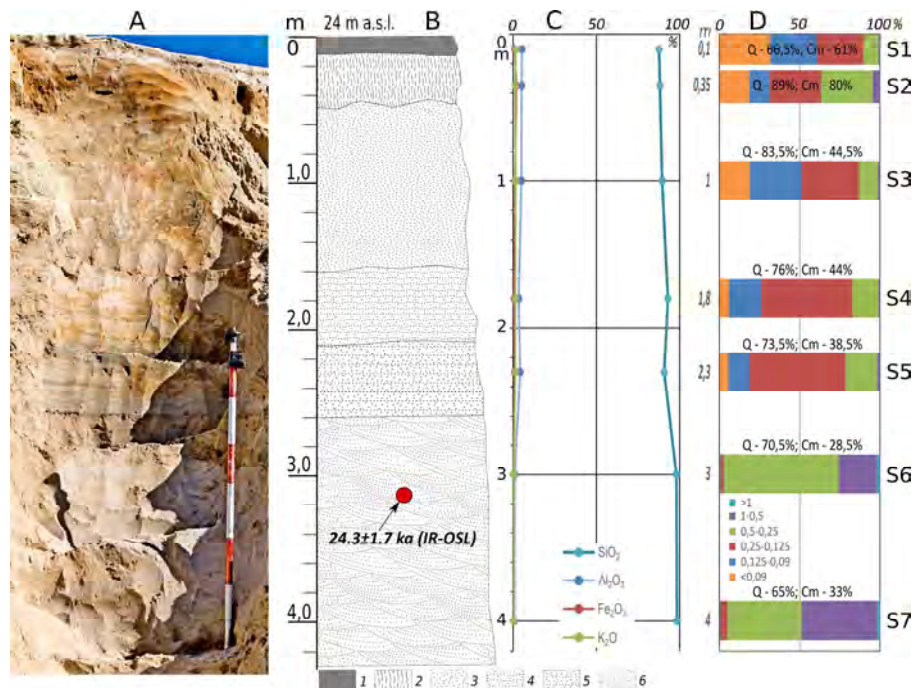 A
m
24 m a.s.l.
B
0
1,0
2,0
3,0
4,0
24.3±1.7 ka (IR-OSL)
1 2 3 4 5 6
C
0 50 100
%
0
m
1
2
3
4
SiO₂
Al₂O₃
Fe₂O₃
K₂O
D
0 50 100 %
0,1
Q - 66,5%; Cm - 61%
S1
0,35
Q - 89%; Cm - 80%
S2
Q - 83,5%; Cm - 44,5%
1
S3
Q - 76%; Cm - 44%
1,8
S4
Q - 73,5%; Cm - 38,5%
2,3
S5
Q - 70,5%; Cm - 28,5%
3
S6
>1
1-0,5
0,5-0,25
0,25-0,125
0,125-0,09
<0.09
Q - 65%; Cm - 33%
4
S7